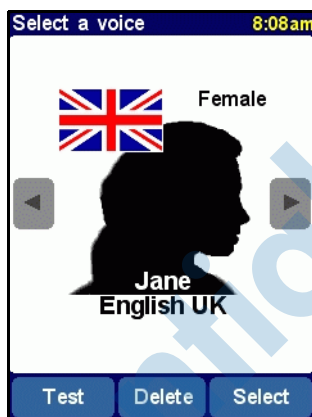 Select a voice 8:08am
Female
Jane
English UK
Test Delete Select